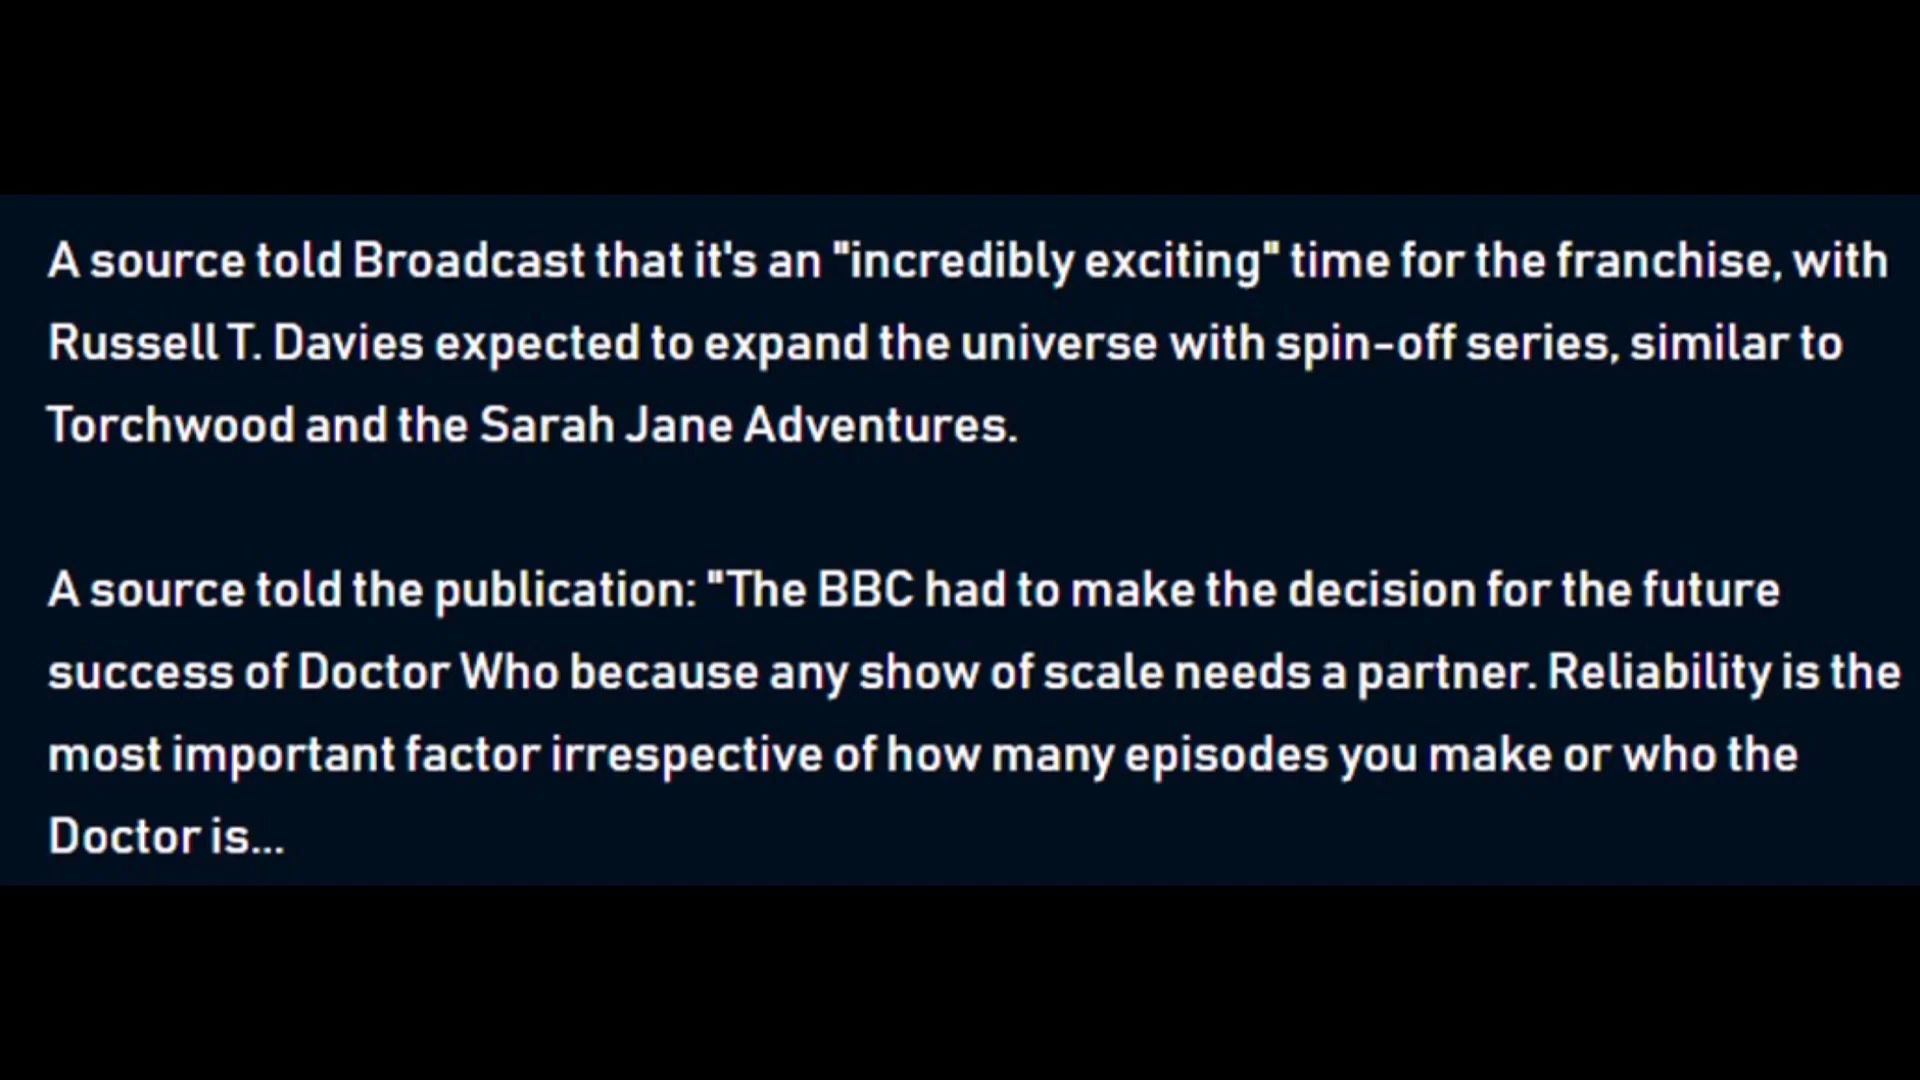 A source told Broadcast that it's an "incredibly exciting" time for the franchise, with
Russell T. Davies expected to expand the universe with spin-off series, similar to
Torchwood and the Sarah Jane Adventures.
A source told the publication: "The BBC had to make the decision for the future
success of Doctor Who because any show of scale needs a partner. Reliability is the
most important factor irrespective of how many episodes you make or who the
Doctor is...